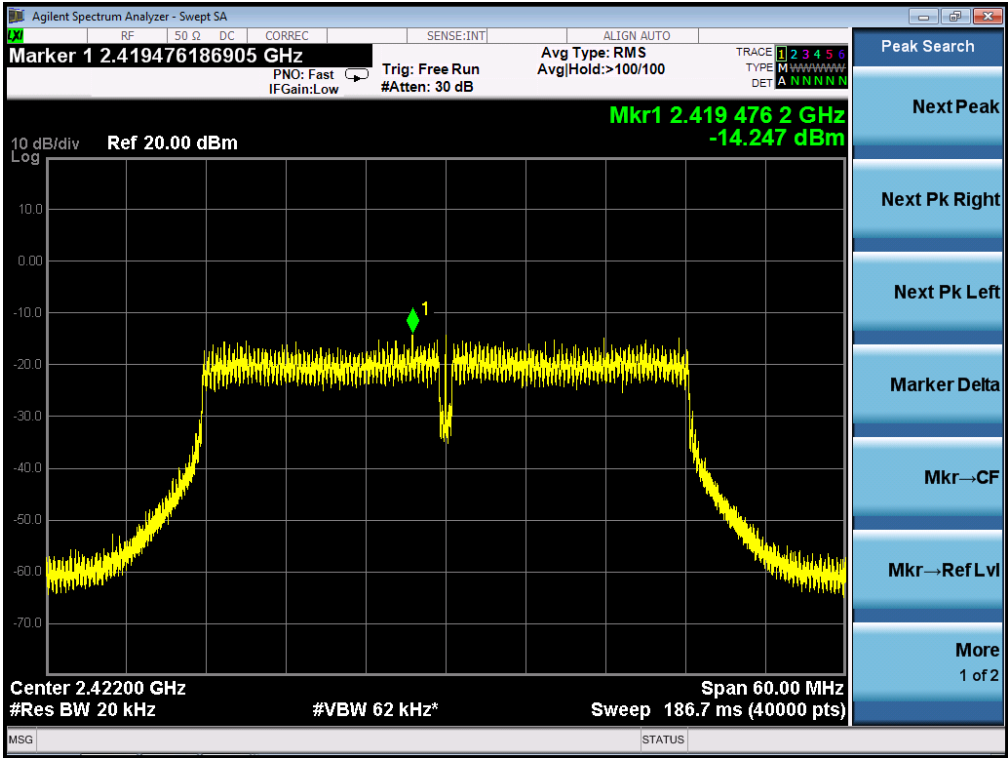 Agilent Spectrum Analyzer - Swept SA
LXI RF 50 Ω DC CORREC SENSE:INT ALIGN AUTO
Marker 1 2.419476186905 GHz
PNO: Fast
IFGain:Low
Trig: Free Run
#Atten: 30 dB
Avg Type: RMS
Avg|Hold:>100/100
TRACE 1 2 3 4 5 6
TYPE M WWWWW
DET A N N N N N
Mkr1 2.419 476 2 GHz
-14.247 dBm
10 dB/div Ref 20.00 dBm
Log
10.0
0.00
-10.0
-20.0
-30.0
-40.0
-50.0
-60.0
-70.0
1
Center 2.42200 GHz Span 60.00 MHz
#Res BW 20 kHz #VBW 62 kHz* Sweep 186.7 ms (40000 pts)
MSG STATUS
Peak Search
Next Peak
Next Pk Right
Next Pk Left
Marker Delta
Mkr→CF
Mkr→Ref Lvl
More
1 of 2